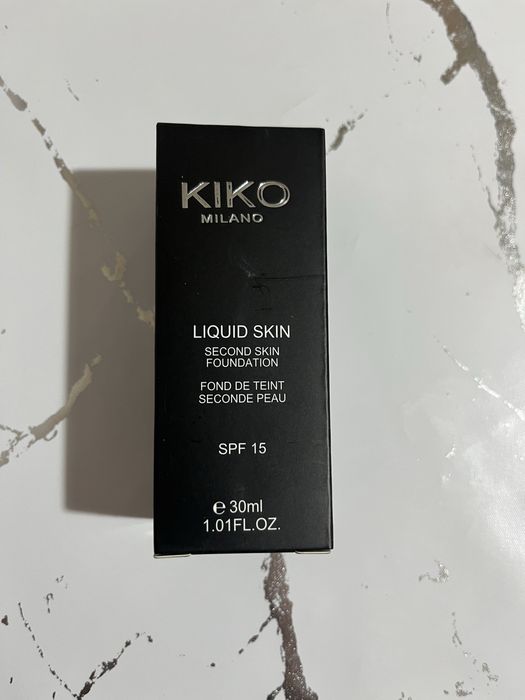 KIKO
MILANO
LIQUID SKIN
SECOND SKIN
FOUNDATION
FOND DE TEINT
SECONDE PEAU
SPF 15
℮ 30ml
1.01FL.OZ.